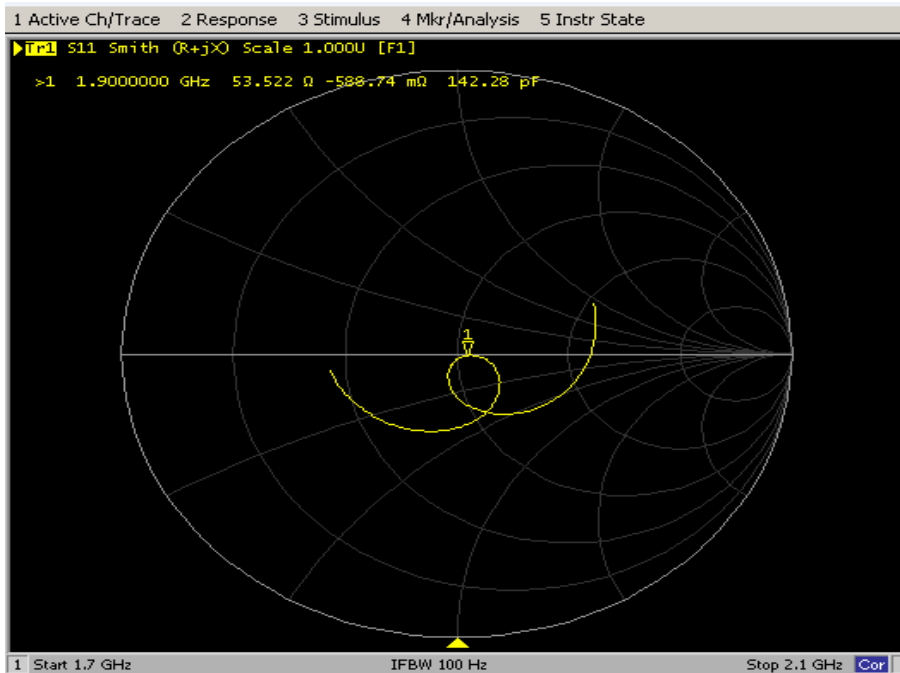 1 Active Ch/Trace 2 Response 3 Stimulus 4 Mkr/Analysis 5 Instr State
Tr1 S11 Smith (R+jX) Scale 1.000U [F1]
>1 1.9000000 GHz 53.522 Ω -588.74 mΩ 142.28 pF
1
1 Start 1.7 GHz IFBW 100 Hz Stop 2.1 GHz Cor